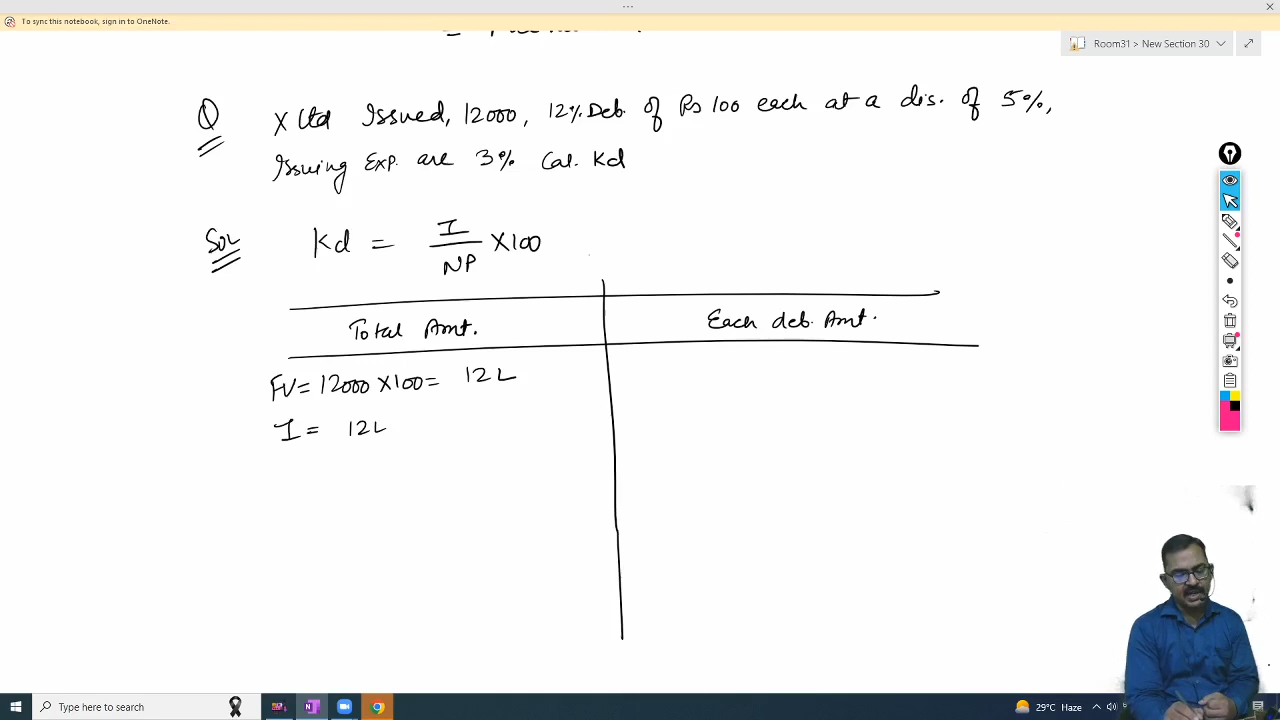 To sync this notebook, sign in to OneNote.
Room31 > New Section 30
Q X Ltd Issued, 12000, 12% Deb. of Rs 100 each at a dis. of 5%,
Issuing Exp. are 3% Cal. Kd
Sol Kd = I/NP X100
Total Amt. Each deb. Amt.
FV = 12000 X100 = 12L
I = 12L
Type here to search
29°C Haze